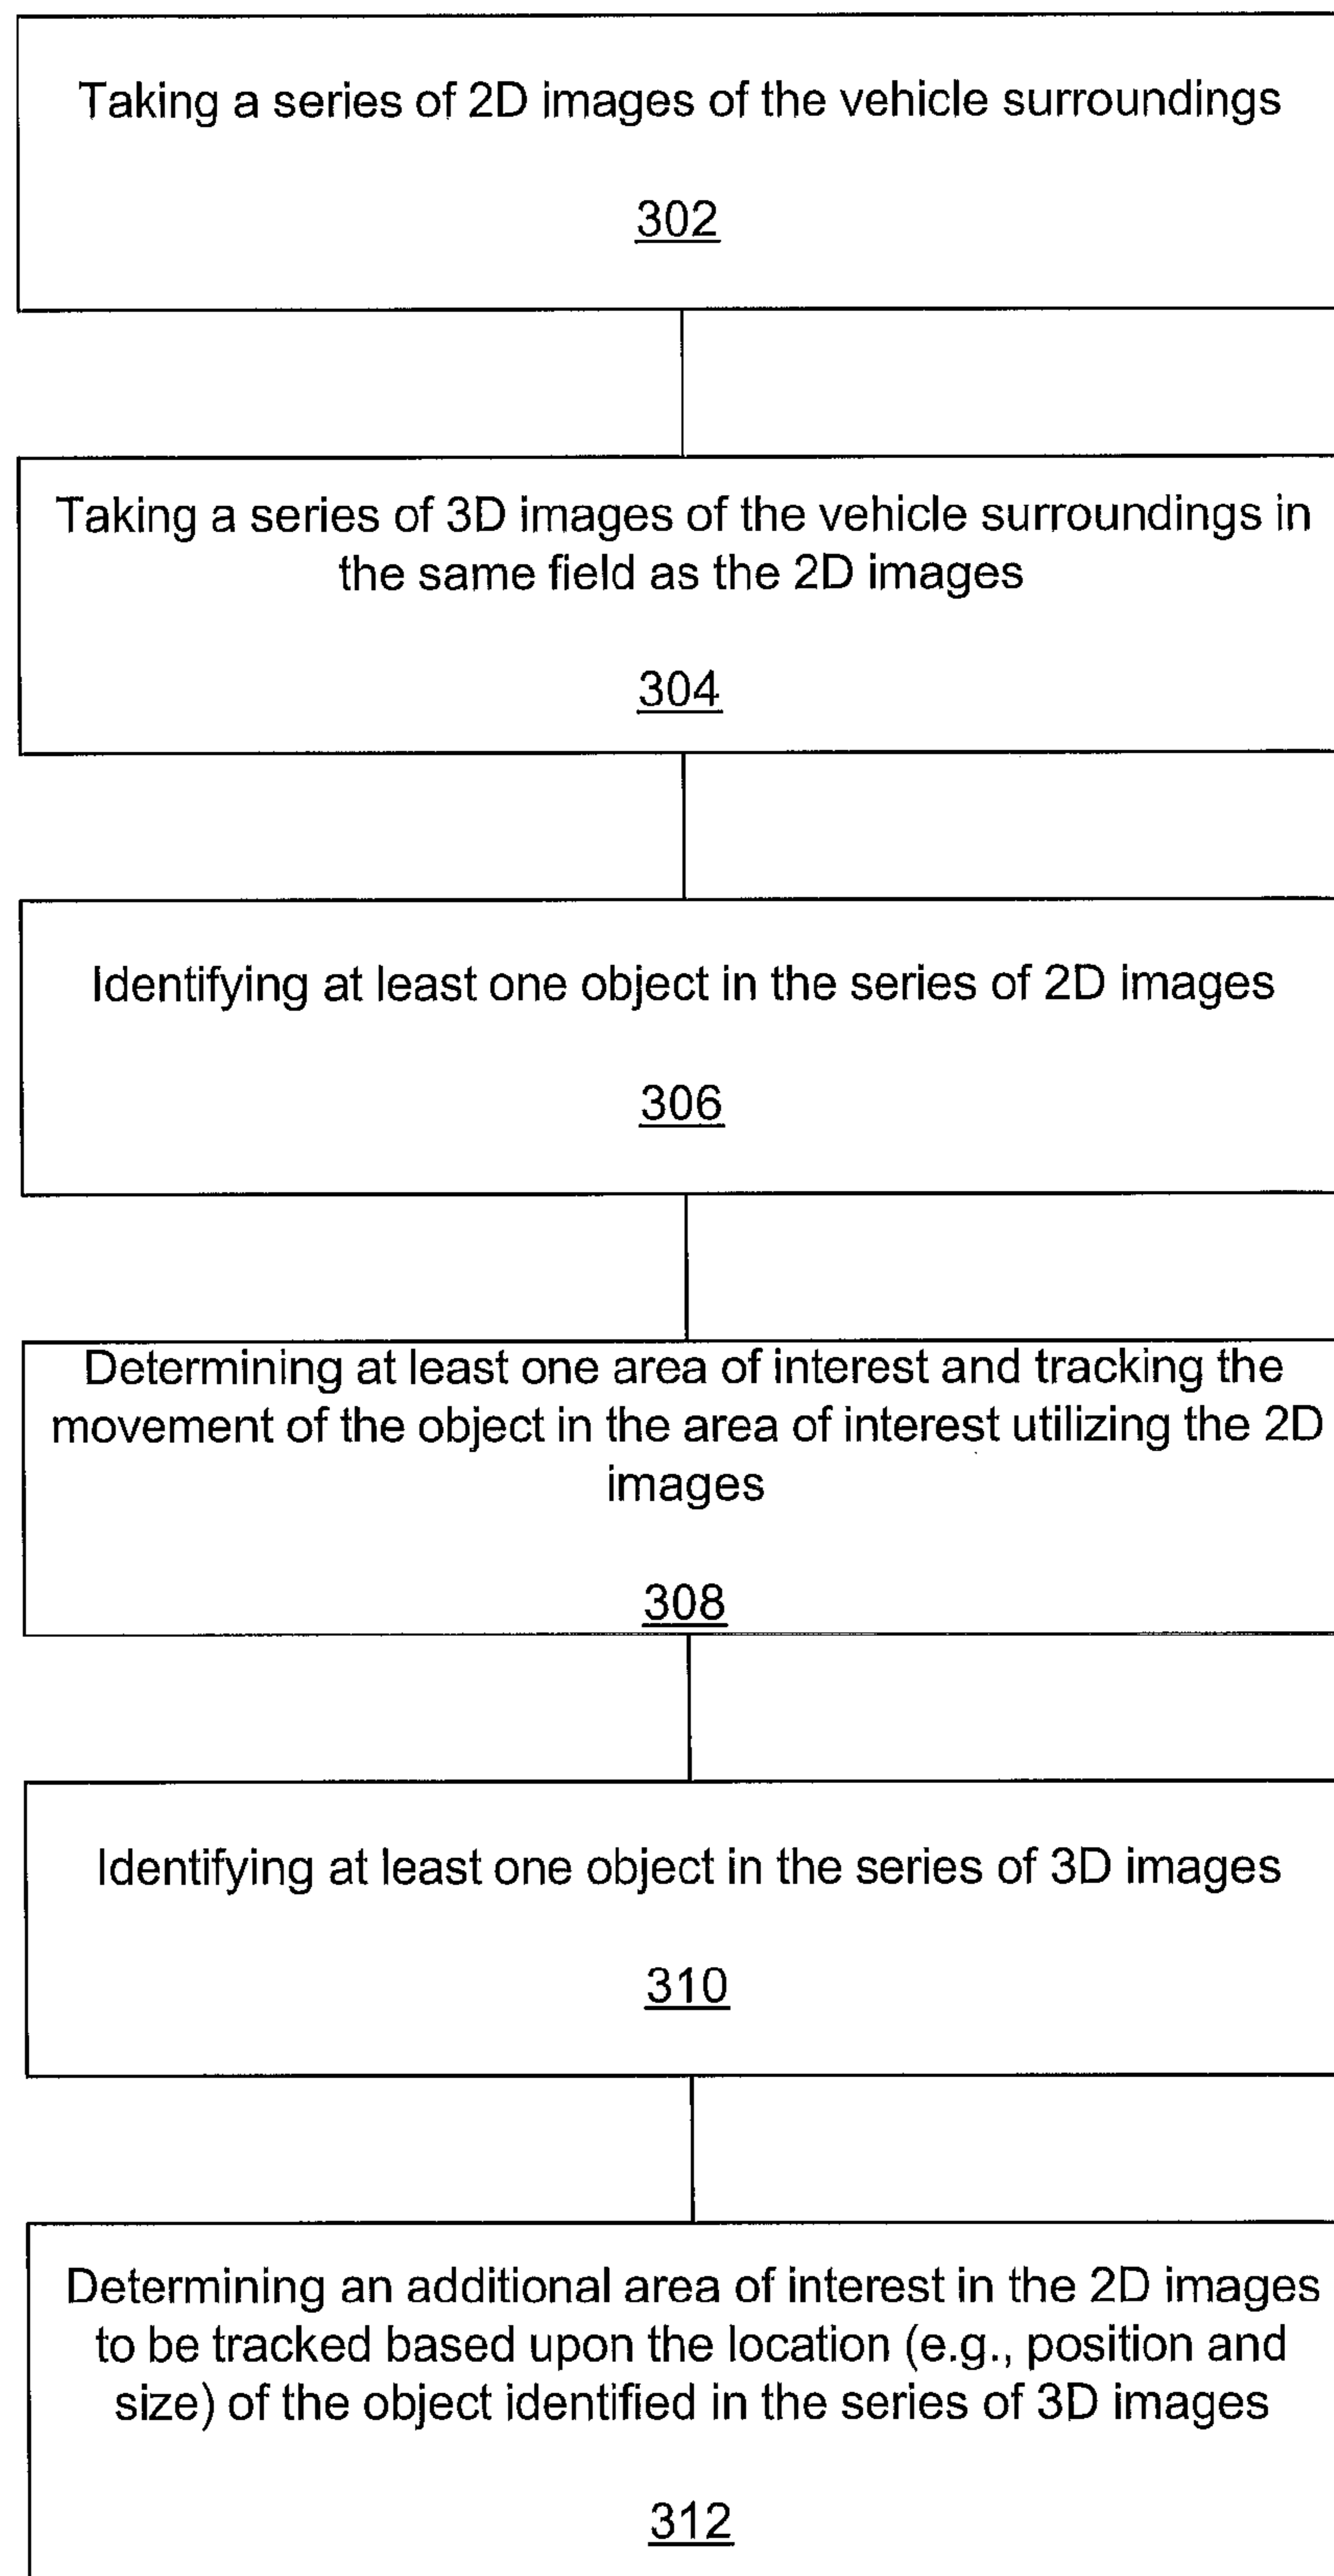 Taking a series of 2D images of the vehicle surroundings
302
Taking a series of 3D images of the vehicle surroundings in
the same field as the 2D images
304
Identifying at least one object in the series of 2D images
306
Determining at least one area of interest and tracking the
movement of the object in the area of interest utilizing the 2D
images
308
Identifying at least one object in the series of 3D images
310
Determining an additional area of interest in the 2D images
to be tracked based upon the location (e.g., position and
size) of the object identified in the series of 3D images
312